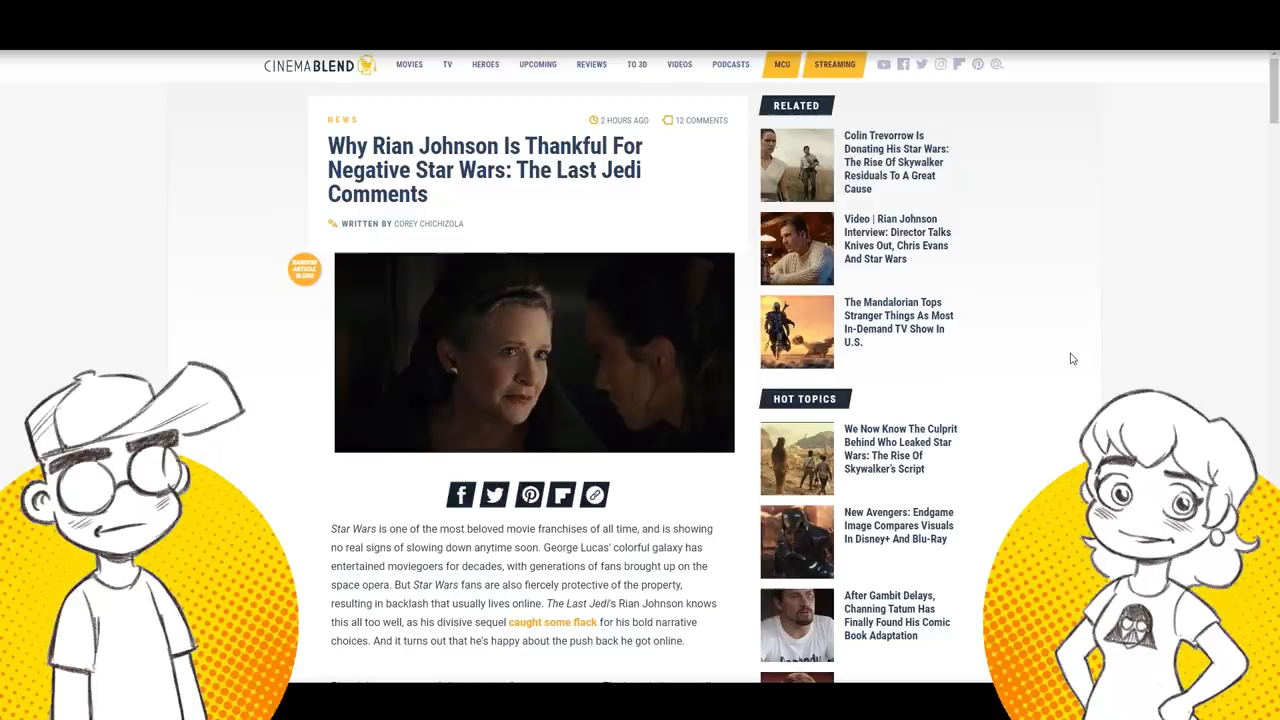 CINEMABLEND
MOVIES TV HEROES UPCOMING REVIEWS TO 3D VIDEOS PODCASTS MCU STREAMING
NEWS
2 HOURS AGO 12 COMMENTS
Why Rian Johnson Is Thankful For
Negative Star Wars: The Last Jedi
Comments
WRITTEN BY COREY CHICHIZOLA
RANDOM
ARTICLE
BLEND
Star Wars is one of the most beloved movie franchises of all time, and is showing
no real signs of slowing down anytime soon. George Lucas' colorful galaxy has
entertained moviegoers for decades, with generations of fans brought up on the
space opera. But Star Wars fans are also fiercely protective of the property,
resulting in backlash that usually lives online. The Last Jedi's Rian Johnson knows
this all too well, as his divisive sequel caught some flack for his bold narrative
choices. And it turns out that he's happy about the push back he got online.
RELATED
Colin Trevorrow Is
Donating His Star Wars:
The Rise Of Skywalker
Residuals To A Great
Cause
Video | Rian Johnson
Interview: Director Talks
Knives Out, Chris Evans
And Star Wars
The Mandalorian Tops
Stranger Things As Most
In-Demand TV Show In
U.S.
HOT TOPICS
We Now Know The Culprit
Behind Who Leaked Star
Wars: The Rise Of
Skywalker's Script
New Avengers: Endgame
Image Compares Visuals
In Disney+ And Blu-Ray
After Gambit Delays,
Channing Tatum Has
Finally Found His Comic
Book Adaptation